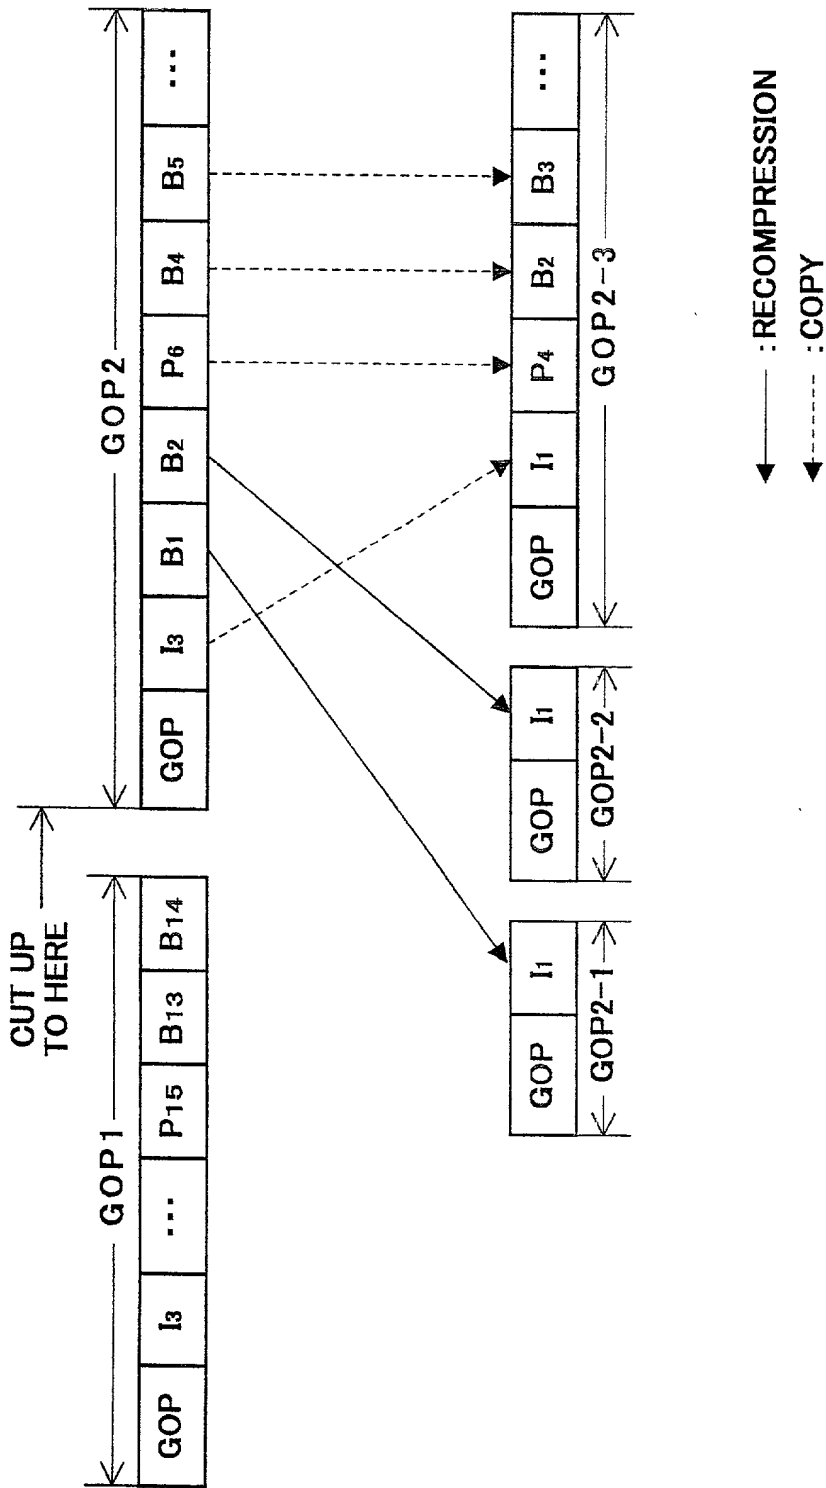 CUT UP
TO HERE
GOP1
GOP2
GOP I3 ... P15 B13 B14
GOP I3 B1 B2 P6 B4 B5 ...
GOP I1
GOP I1
GOP I1 P4 B2 B3 ...
GOP2-1
GOP2-2
GOP2-3
: RECOMPRESSION
: COPY